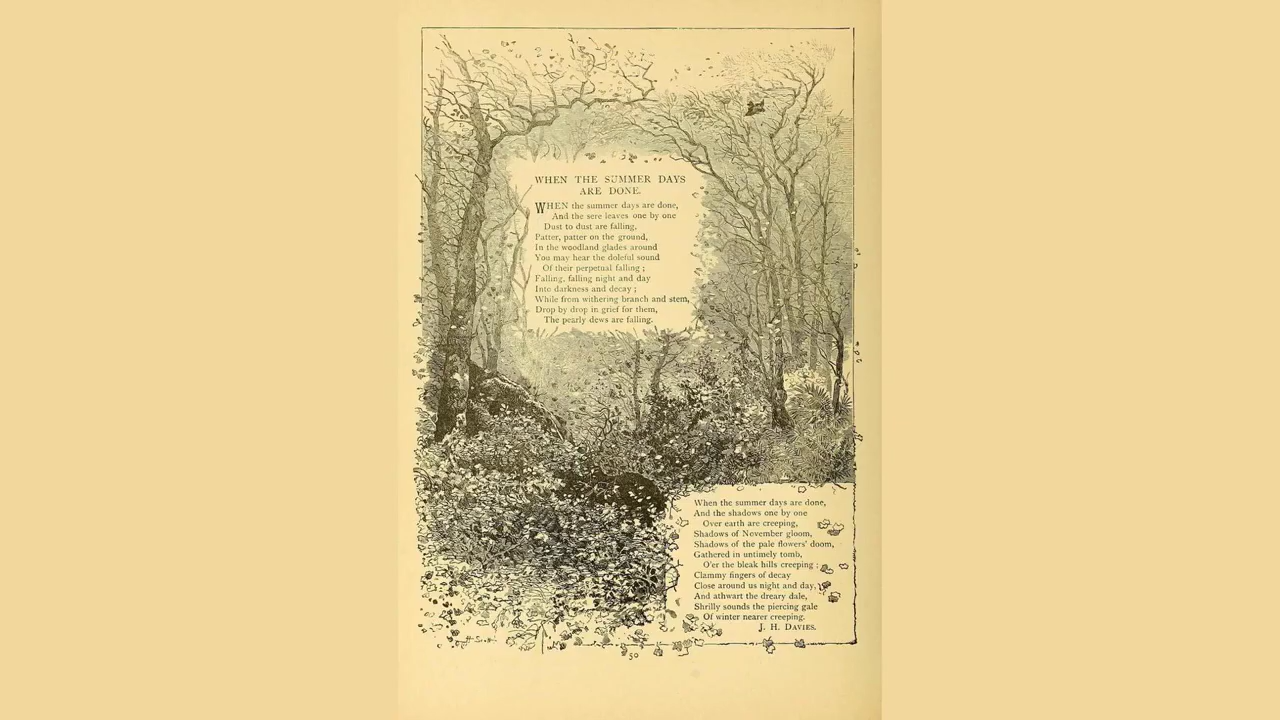 WHEN THE SUMMER DAYS
ARE DONE.
WHEN the summer days are done,
And the sere leaves one by one
Dust to dust are falling.
Patter, patter on the ground,
In the woodland glades around
You may hear the doleful sound
Of their perpetual falling ;
Falling, falling night and day
Into darkness and decay ;
While from withering branch and stem,
Drop by drop in grief for them,
The pearly dews are falling.
When the summer days are done,
And the shadows one by one
Over earth are creeping,
Shadows of November gloom,
Shadows of the pale flowers' doom,
Gathered in untimely tomb,
O'er the bleak hills creeping ;
Clammy fingers of decay
Close around us night and day,
And athwart the dreary dale,
Shrilly sounds the piercing gale
Of winter nearer creeping.
J. H. DAVIES.
50